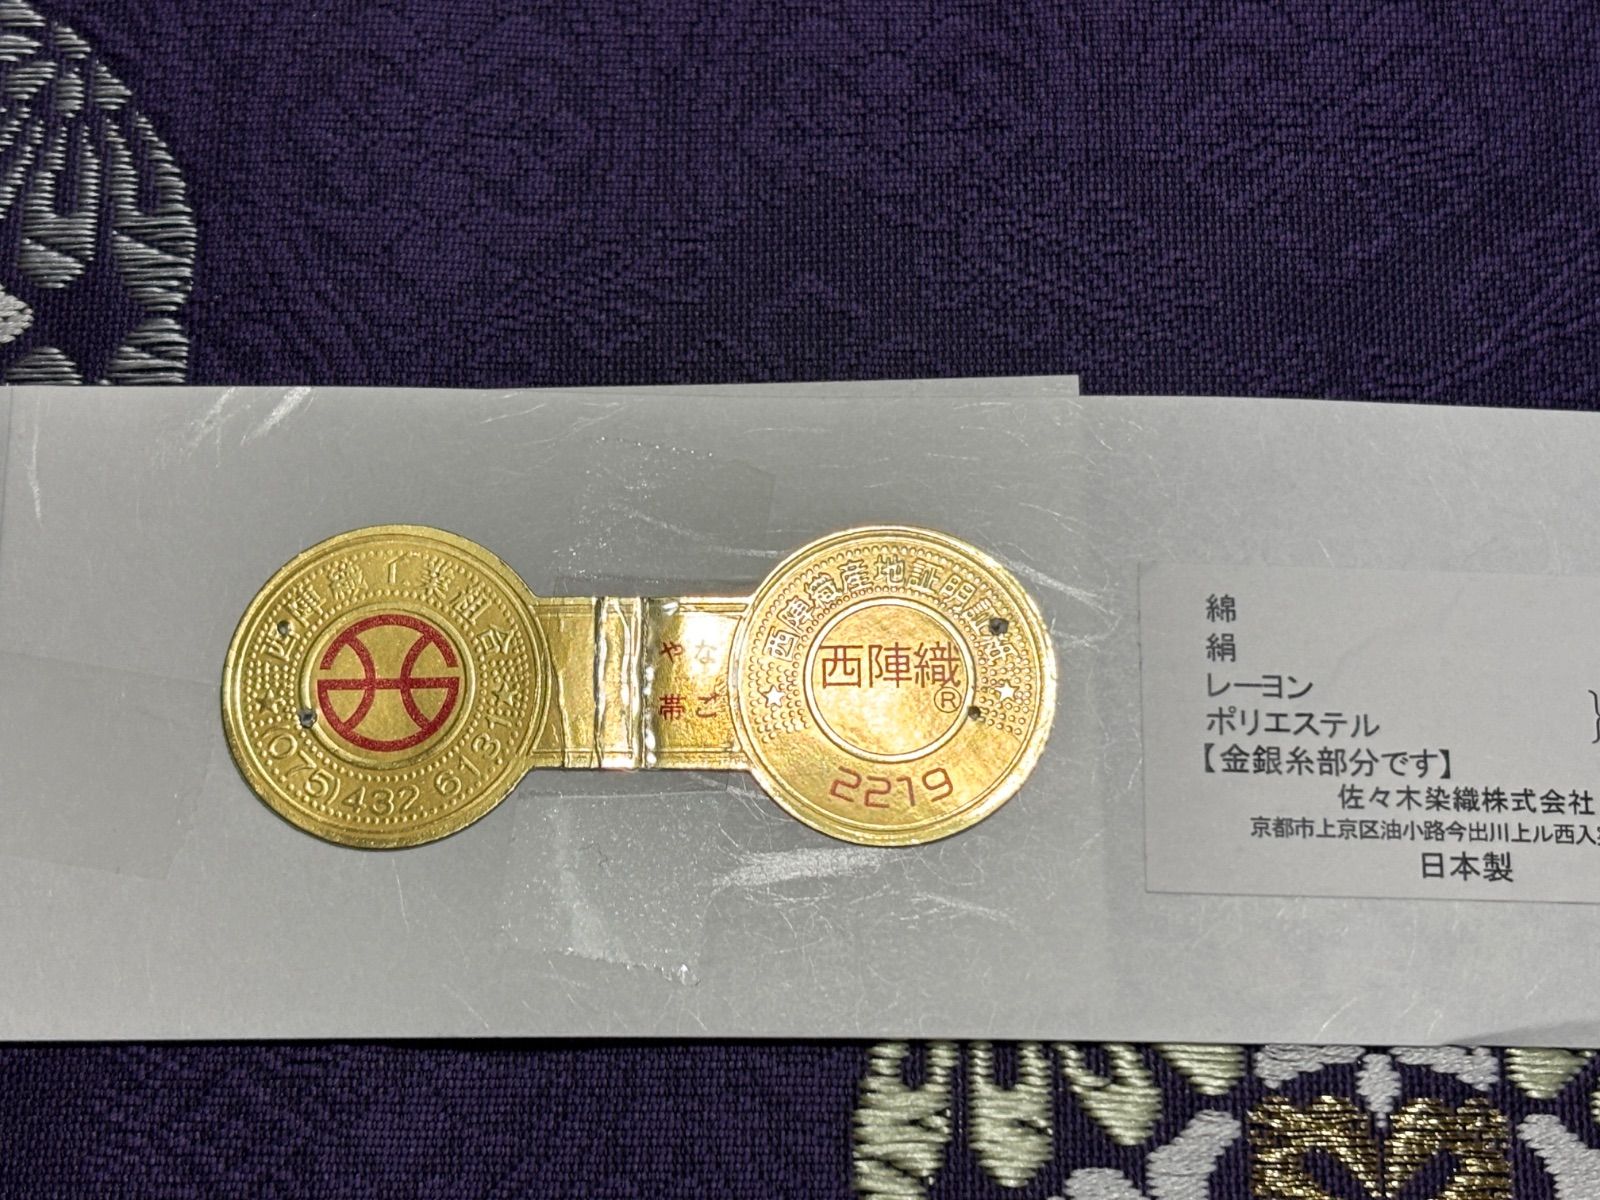 西陣織工業組合
(075)432 6131
やな
帯ご
西陣織産地証明証
西陣織®
2219
綿
絹
レーヨン
ポリエステル
【金銀糸部分です】
佐々木染織株式会社
京都市上京区油小路今出川上ル西入
日本製